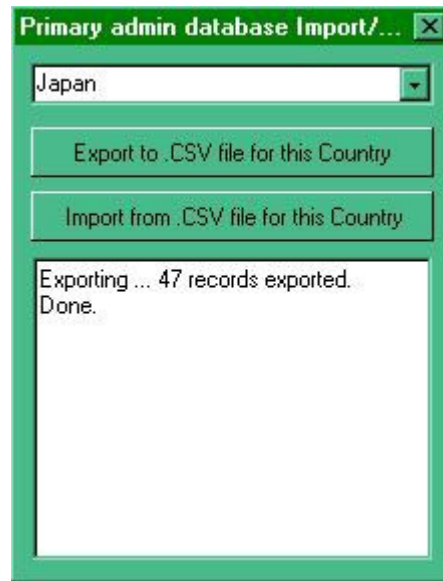 Primary admin database Import/...
Japan
Export to .CSV file for this Country
Import from .CSV file for this Country
Exporting ... 47 records exported.
Done.